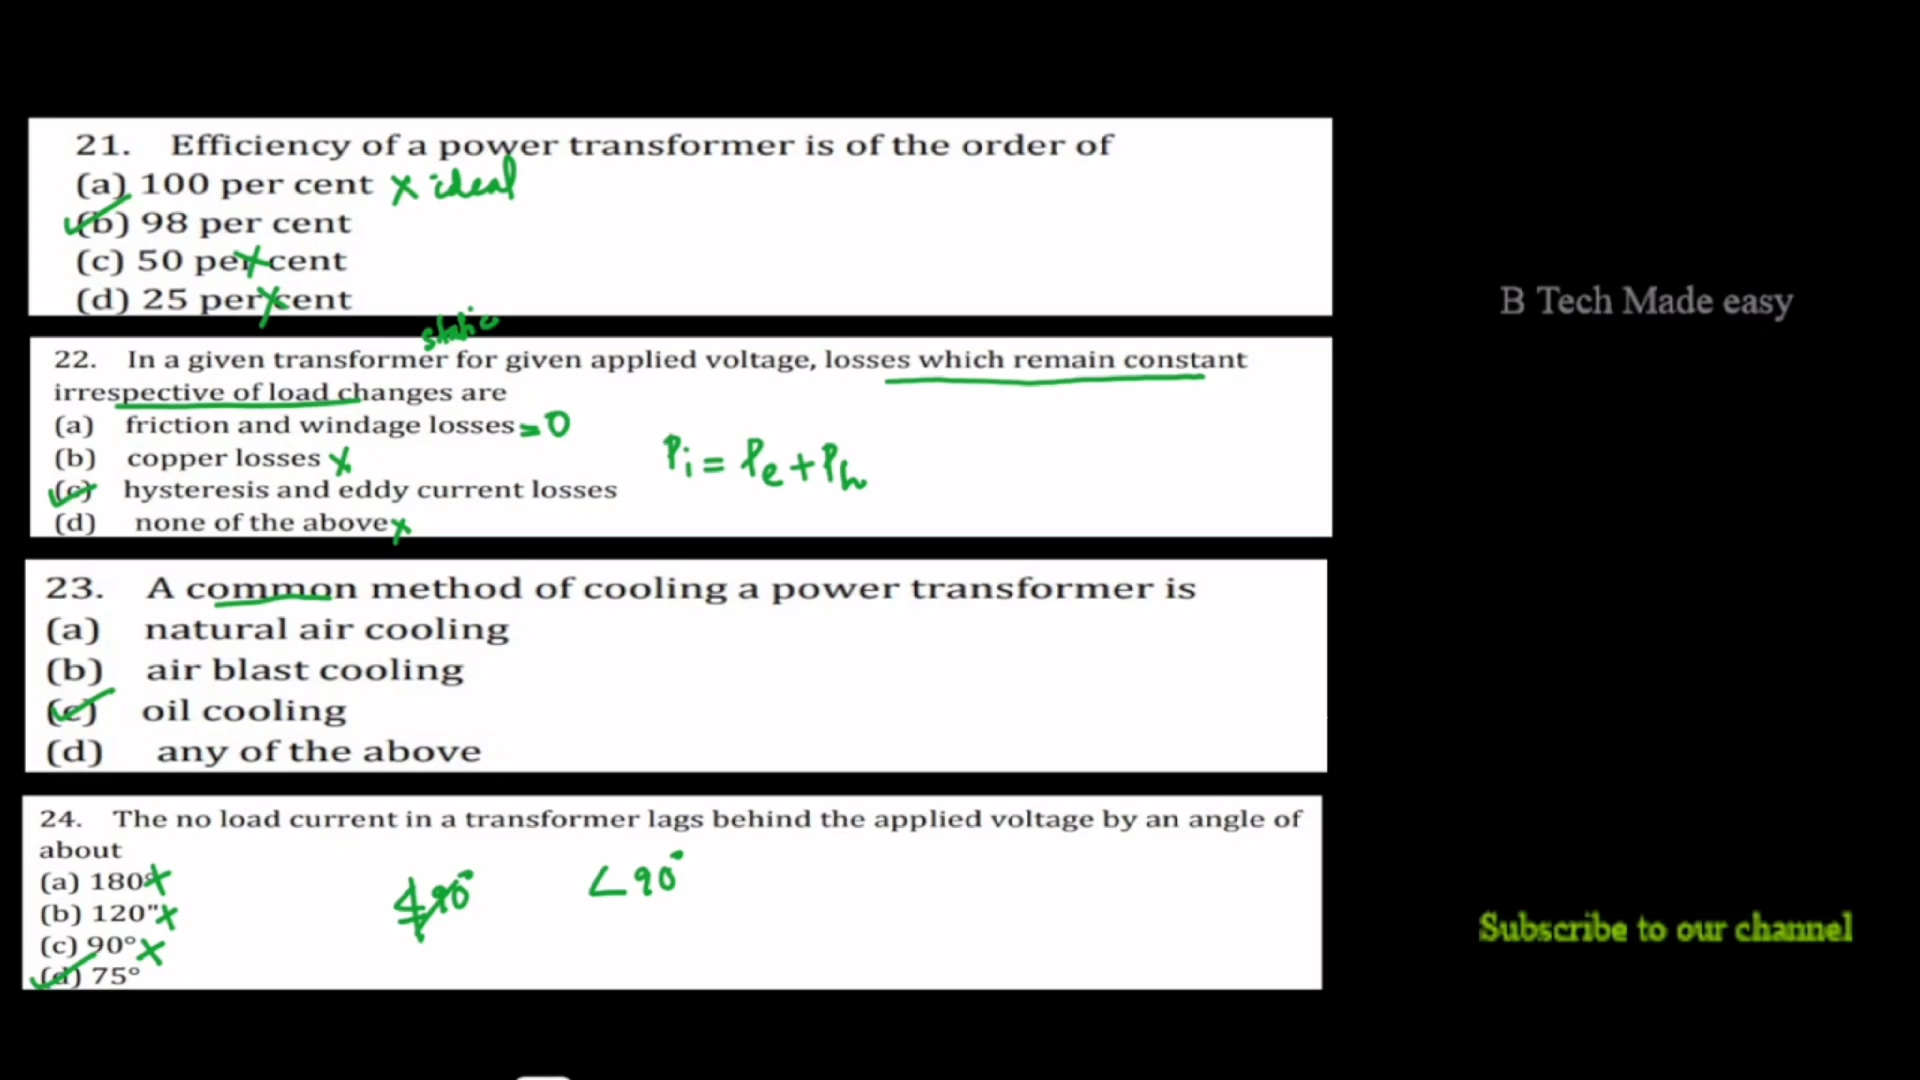 21. Efficiency of a power transformer is of the order of
(a) 100 per cent x ideal
(b) 98 per cent
(c) 50 per cent
(d) 25 per cent
static
22. In a given transformer for given applied voltage, losses which remain constant
irrespective of load changes are
(a) friction and windage losses = 0
(b) copper losses x
(c) hysteresis and eddy current losses
(d) none of the above x
Pi = Pe + Ph
23. A common method of cooling a power transformer is
(a) natural air cooling
(b) air blast cooling
(c) oil cooling
(d) any of the above
24. The no load current in a transformer lags behind the applied voltage by an angle of
about
(a) 180° x
(b) 120" x
(c) 90° x
(d) 75°
90°
<90°
B Tech Made easy
Subscribe to our channel